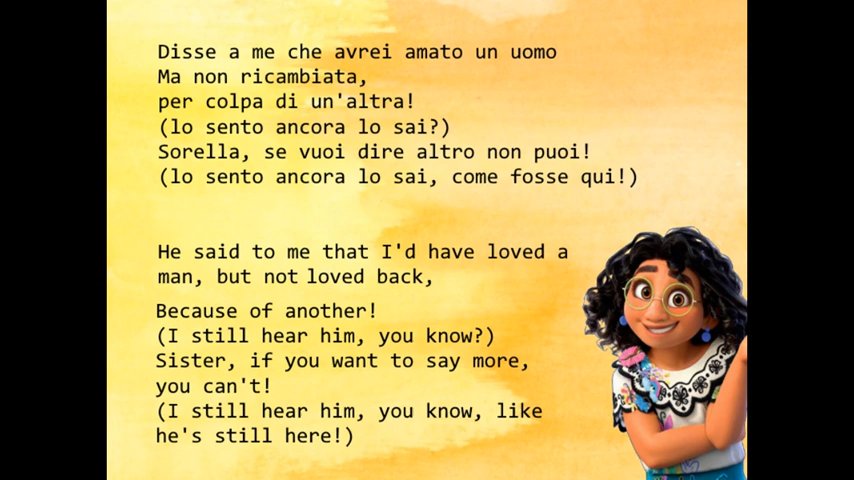 Disse a me che avrei amato un uomo
Ma non ricambiata,
per colpa di un'altra!
(lo sento ancora lo sai?)
Sorella, se vuoi dire altro non puoi!
(lo sento ancora lo sai, come fosse qui!)
He said to me that I'd have loved a
man, but not loved back,
Because of another!
(I still hear him, you know?)
Sister, if you want to say more,
you can't!
(I still hear him, you know, like
he's still here!)